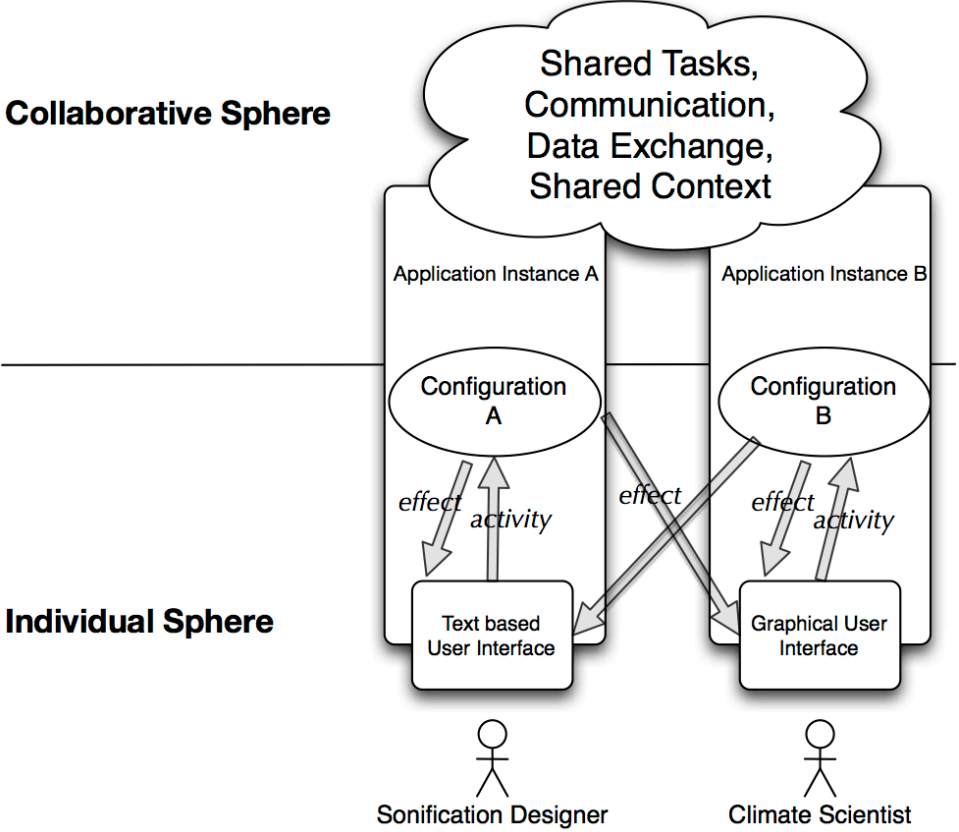 Collaborative Sphere
Shared Tasks,
Communication,
Data Exchange,
Shared Context
Application Instance A
Application Instance B
Configuration
A
Configuration
B
effect
activity
effect
effect
activity
Individual Sphere
Text based
User Interface
Graphical User
Interface
Sonification Designer
Climate Scientist